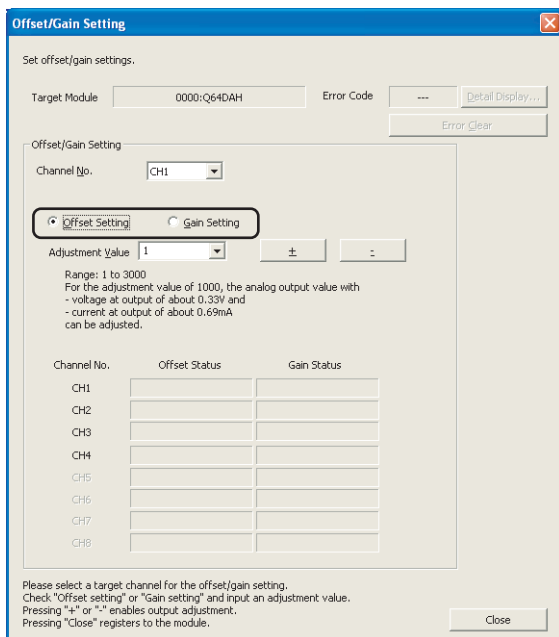 Offset/Gain Setting
Set offset/gain settings.
Target Module 0000:Q64DAH Error Code --- Detail Display...
Error Clear
Offset/Gain Setting
Channel No. CH1
Offset Setting Gain Setting
Adjustment Value 1 + -
Range: 1 to 3000
For the adjustment value of 1000, the analog output value with
- voltage at output of about 0.33V and
- current at output of about 0.69mA
can be adjusted.
Channel No. Offset Status Gain Status
CH1
CH2
CH3
CH4
CH5
CH6
CH7
CH8
Please select a target channel for the offset/gain setting.
Check "Offset setting" or "Gain setting" and input an adjustment value.
Pressing "+" or "-" enables output adjustment.
Pressing "Close" registers to the module.
Close